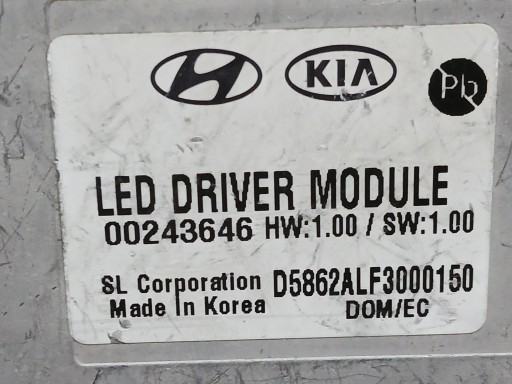 KIA
Pb
LED DRIVER MODULE
00243646 HW:1.00 / SW:1.00
SL Corporation D5862ALF3000150
Made In Korea DOM/EC